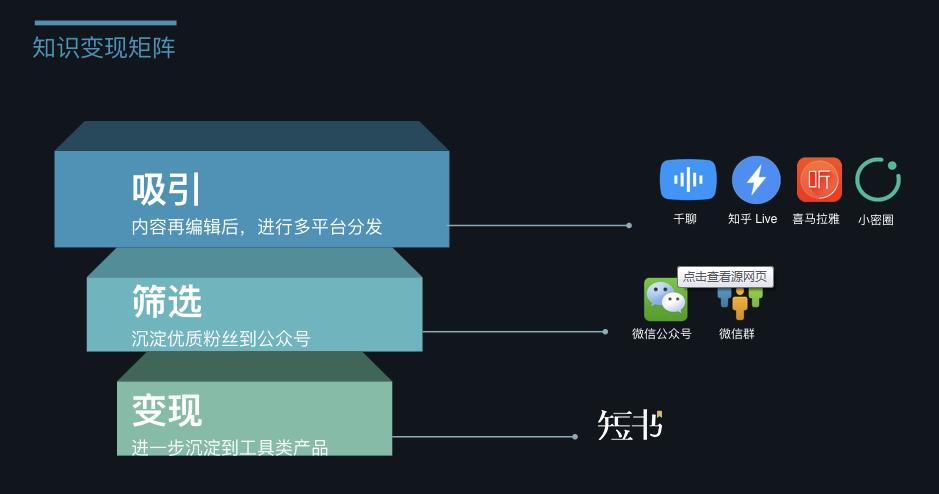 知识变现矩阵
吸引
内容再编辑后，进行多平台分发
听
千聊
知乎 Live
喜马拉雅
小密圈
筛选
沉淀优质粉丝到公众号
点击查看源网页
微信公众号
微信群
变现
进一步沉淀到工具类产品
短书